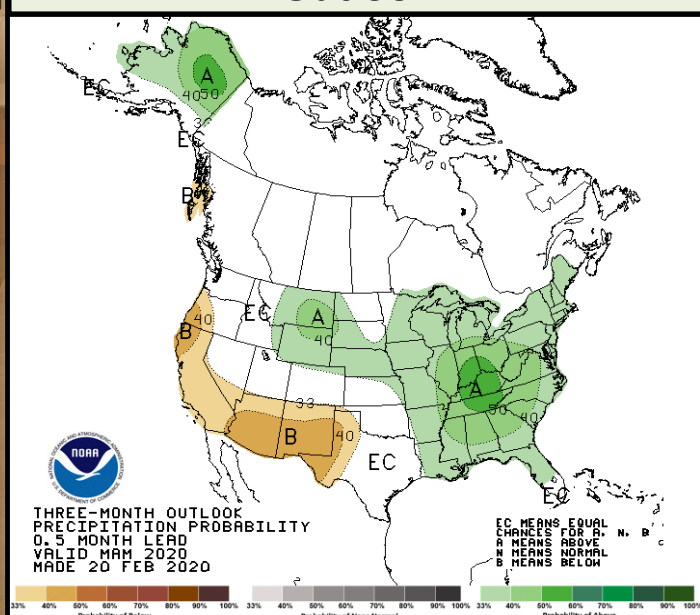 A
EC
40 50
33
EC
B
EC
A
40
B
40
A
50
40
33
B
40
EC
EC
NOAA
THREE-MONTH OUTLOOK
PRECIPITATION PROBABILITY
0.5 MONTH LEAD
VALID MAM 2020
MADE 20 FEB 2020
EC MEANS EQUAL
CHANCES FOR A, N, B
A MEANS ABOVE
N MEANS NORMAL
B MEANS BELOW
33% 40% 50% 60% 70% 80% 90% 100%
33% 40% 50% 60% 70% 80% 90% 100%
33% 40% 50% 60% 70% 80% 90% 100%